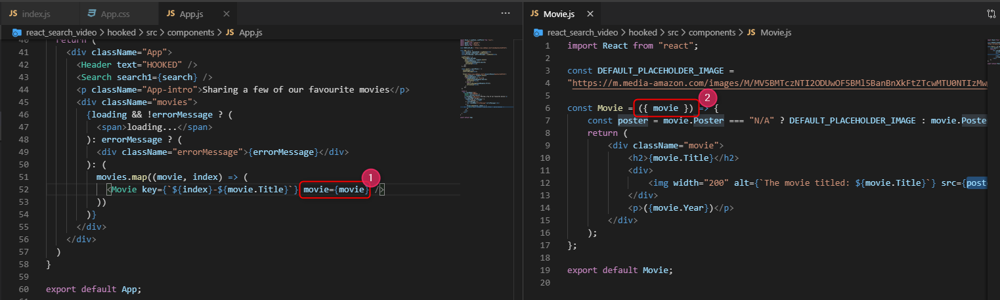 JS index.js
App.css
JS App.js ×
...
react_search_video > hooked > src > components > JS App.js
40 return (
41 <div className="App">
42 <Header text="HOOKED" />
43 <Search search1={search} />
44 <p className="App-intro">Sharing a few of our favourite movies</p>
45 <div className="movies">
46 {loading && !errorMessage ? (
47 <span>loading...</span>
48 ): errorMessage ? (
49 <div className="errorMessage">{errorMessage}</div>
50 ): (
51 movies.map((movie, index) => (
52 <Movie key={`${index}-${movie.Title}`} movie={movie} />
1
53 ))
54 )}
55 </div>
56 </div>
57 )
58 }
59
60 export default App;
JS Movie.js ×
react_search_video > hooked > src > components > JS Movie.js
1 import React from "react";
2
3 const DEFAULT_PLACEHOLDER_IMAGE =
4 "https://m.media-amazon.com/images/M/MV5BMTczNTI2ODUwOF5BMl5BanBnXkFtZTcwMTU0NTIzMw
5
2
6 const Movie = ({ movie }) => {
7 const poster = movie.Poster === "N/A" ? DEFAULT_PLACEHOLDER_IMAGE : movie.Poste
8 return (
9 <div className="movie">
10 <h2>{movie.Title}</h2>
11 <div>
12 <img width="200" alt={`The movie titled: ${movie.Title}`} src={post
13 </div>
14 <p>({movie.Year})</p>
15 </div>
16 );
17 };
18
19 export default Movie;
20